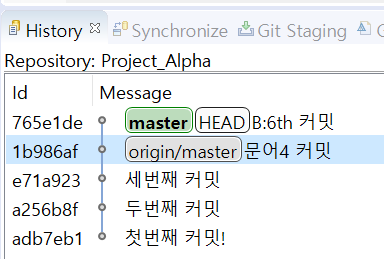 History Synchronize Git Staging
Repository: Project_Alpha
Id Message
765e1de master HEAD B:6th 커밋
1b986af origin/master 문어4 커밋
e71a923 세번째 커밋
a256b8f 두번째 커밋
adb7eb1 첫번째 커밋!